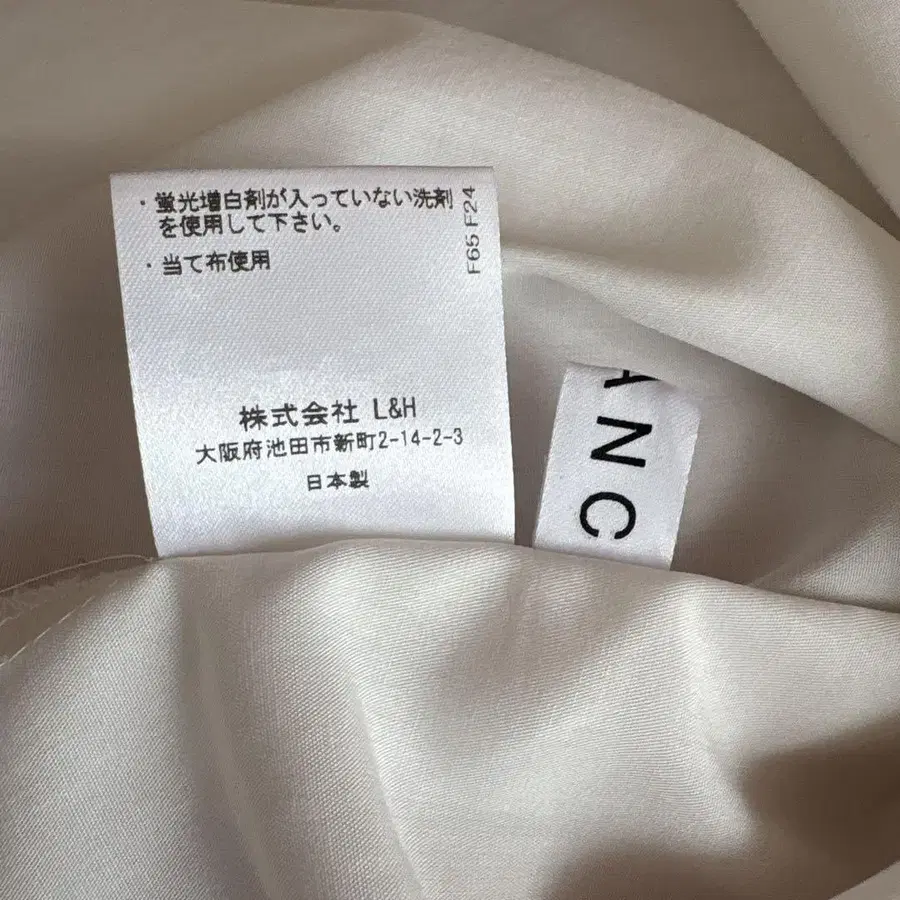 ・蛍光増白剤が入っていない洗剤
を使用して下さい。
・当て布使用
F65 F24
株式会社 L&H
大阪府池田市新町2-14-2-3
日本製
ANC